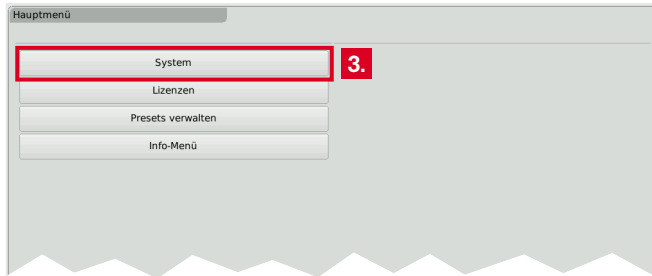 Hauptmenü
System
3.
Lizenzen
Presets verwalten
Info-Menü